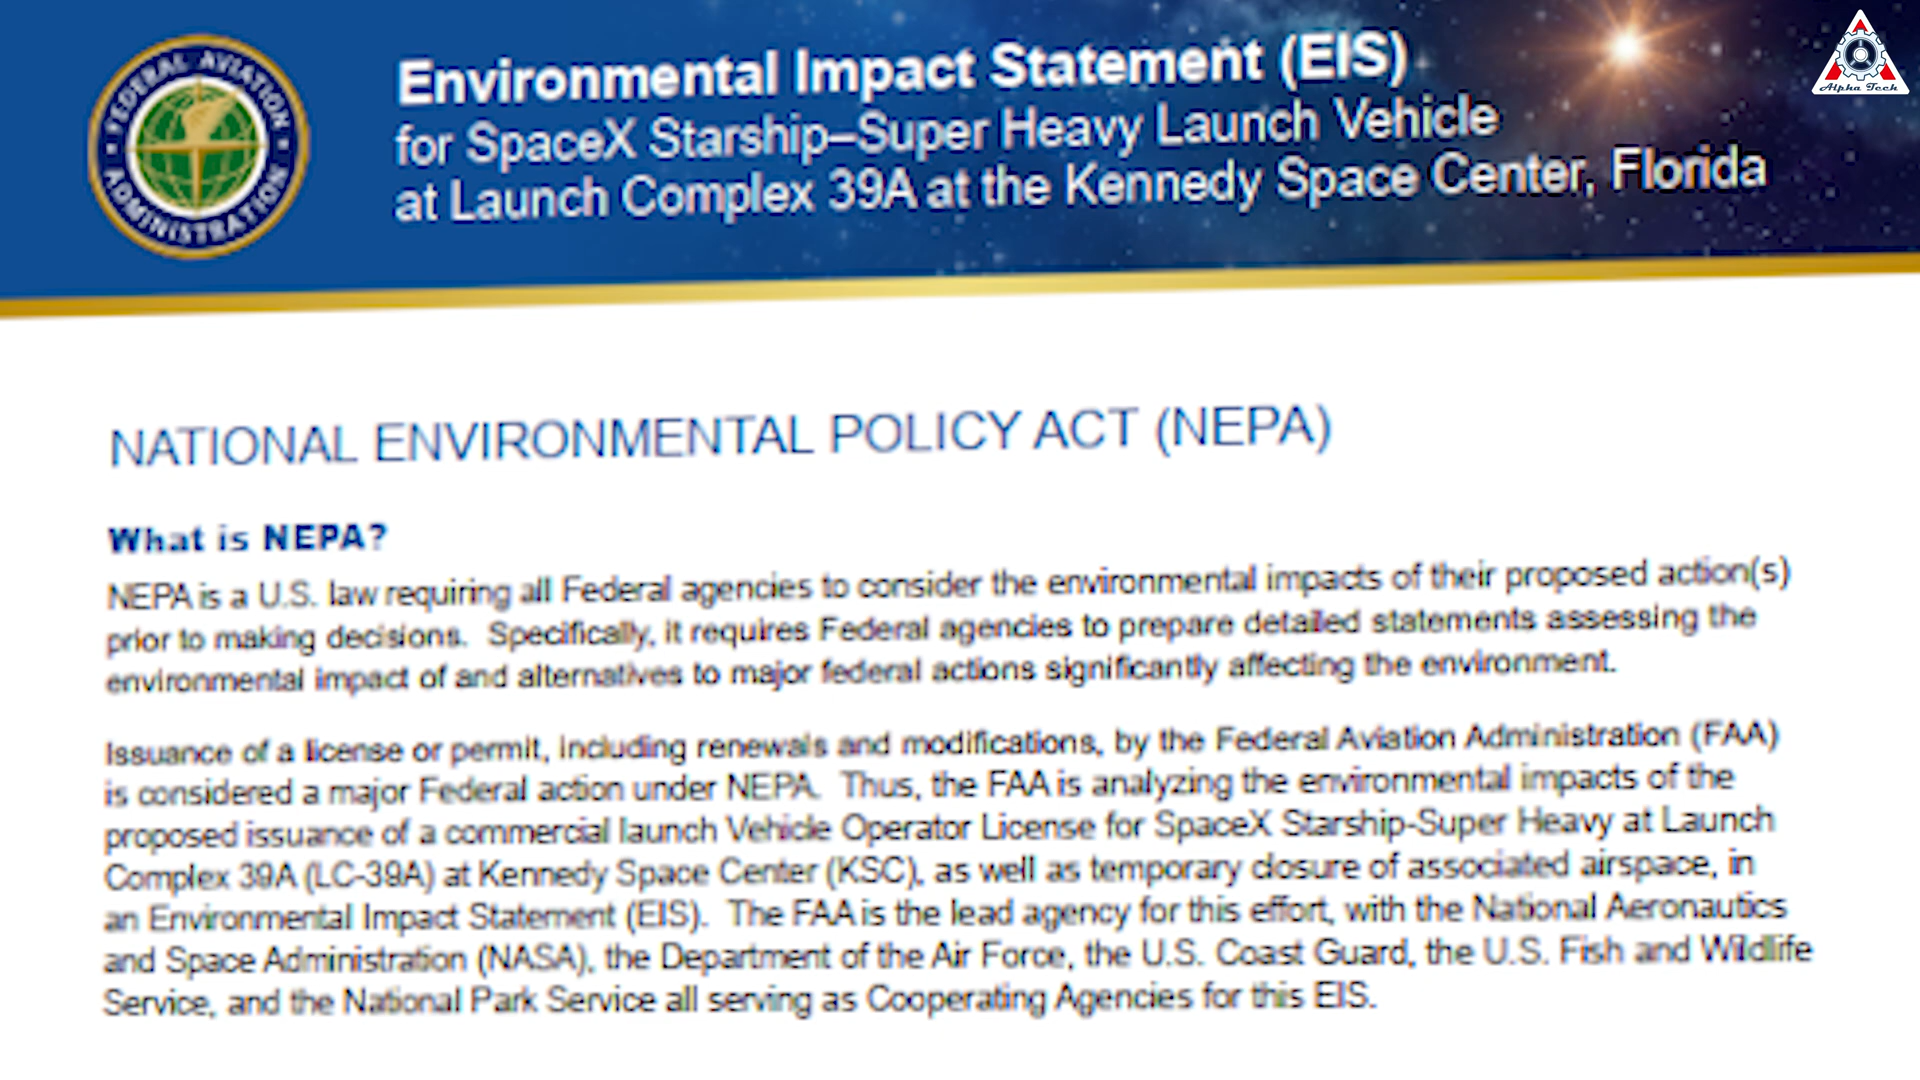 FEDERAL AVIATION
ADMINISTRATION
Environmental Impact Statement (EIS)
for SpaceX Starship–Super Heavy Launch Vehicle
at Launch Complex 39A at the Kennedy Space Center, Florida
Alpha Tech
NATIONAL ENVIRONMENTAL POLICY ACT (NEPA)
What is NEPA?
NEPA is a U.S. law requiring all Federal agencies to consider the environmental impacts of their proposed action(s)
prior to making decisions. Specifically, it requires Federal agencies to prepare detailed statements assessing the
environmental impact of and alternatives to major federal actions significantly affecting the environment.
Issuance of a license or permit, including renewals and modifications, by the Federal Aviation Administration (FAA)
is considered a major Federal action under NEPA. Thus, the FAA is analyzing the environmental impacts of the
proposed issuance of a commercial launch Vehicle Operator License for SpaceX Starship-Super Heavy at Launch
Complex 39A (LC-39A) at Kennedy Space Center (KSC), as well as temporary closure of associated airspace, in
an Environmental Impact Statement (EIS). The FAA is the lead agency for this effort, with the National Aeronautics
and Space Administration (NASA), the Department of the Air Force, the U.S. Coast Guard, the U.S. Fish and Wildlife
Service, and the National Park Service all serving as Cooperating Agencies for this EIS.